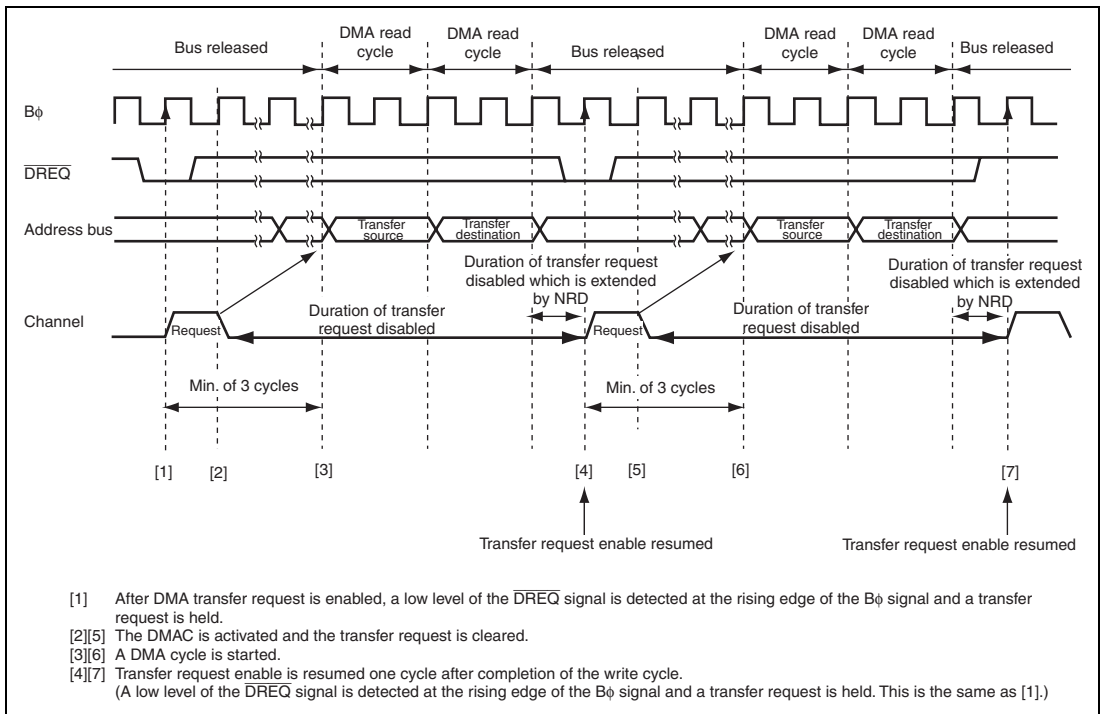 Bus released
DMA read cycle
DMA read cycle
Bus released
DMA read cycle
DMA read cycle
Bus released
Bφ
DREQ
Address bus
Transfer source
Transfer destination
Transfer source
Transfer destination
Duration of transfer request disabled which is extended by NRD
Duration of transfer request disabled which is extended by NRD
Channel
Request
Duration of transfer request disabled
Request
Duration of transfer request disabled
Min. of 3 cycles
Min. of 3 cycles
[1]
[2]
[3]
[4]
[5]
[6]
[7]
Transfer request enable resumed
Transfer request enable resumed
[1] After DMA transfer request is enabled, a low level of the DREQ signal is detected at the rising edge of the Bφ signal and a transfer
request is held.
[2][5] The DMAC is activated and the transfer request is cleared.
[3][6] A DMA cycle is started.
[4][7] Transfer request enable is resumed one cycle after completion of the write cycle.
(A low level of the DREQ signal is detected at the rising edge of the Bφ signal and a transfer request is held. This is the same as [1].)